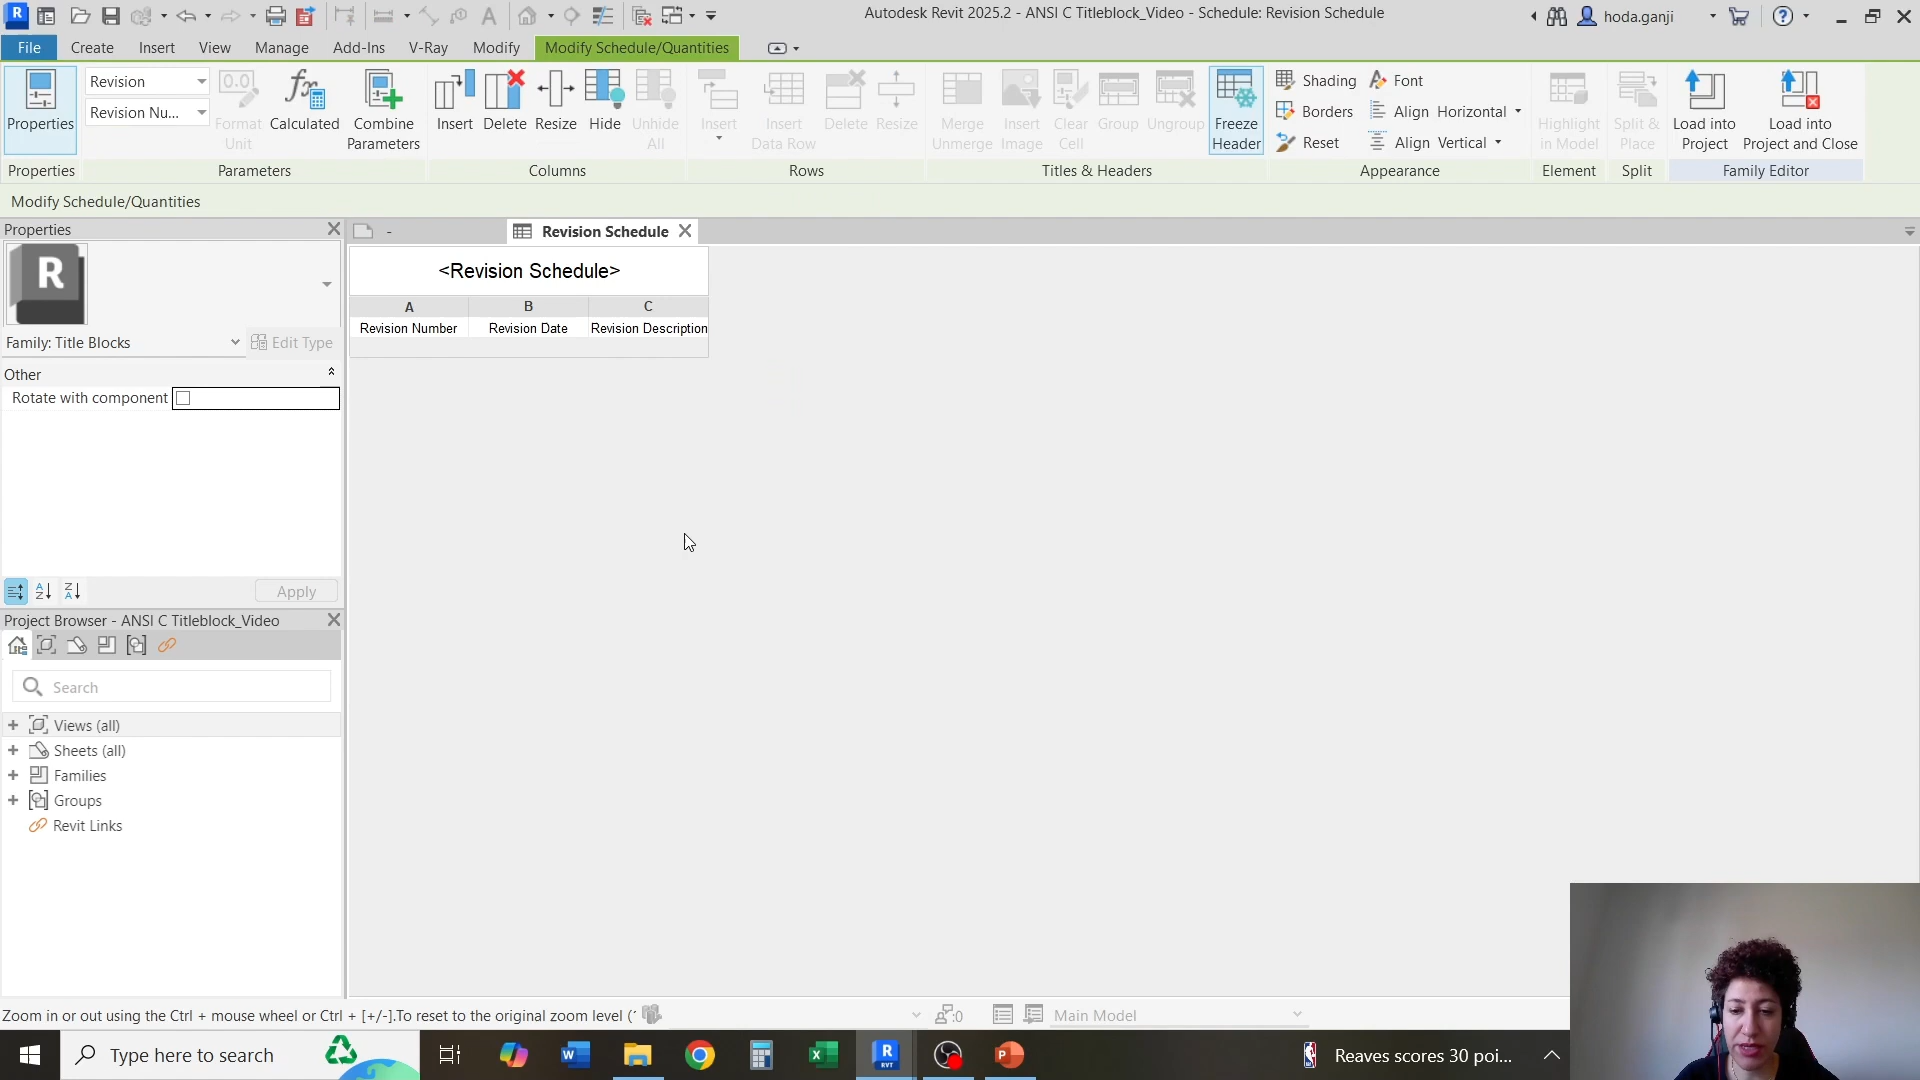 Autodesk Revit 2025.2 - ANSI C Titleblock_Video - Schedule: Revision Schedule
hoda.ganji
File
Create
Insert
View
Manage
Add-Ins
V-Ray
Modify
Modify Schedule/Quantities
Properties
Revision
Revision Nu...
Format
Unit
Calculated
Combine
Parameters
Insert
Delete
Resize
Hide
Unhide
All
Insert
Insert
Data Row
Delete
Resize
Merge
Unmerge
Insert
Image
Clear
Cell
Group
Ungroup
Freeze
Header
Shading
Borders
Reset
Font
Align Horizontal
Align Vertical
Highlight
in Model
Split &
Place
Load into
Project
Load into
Project and Close
Properties
Parameters
Columns
Rows
Titles & Headers
Appearance
Element
Split
Family Editor
Modify Schedule/Quantities
Properties
R
Family: Title Blocks
Edit Type
Other
Rotate with component
Apply
-
Revision Schedule
<Revision Schedule>
A B C
Revision Number Revision Date Revision Description
Project Browser - ANSI C Titleblock_Video
Search
Views (all)
Sheets (all)
Families
Groups
Revit Links
Zoom in or out using the Ctrl + mouse wheel or Ctrl + [+/-].To reset to the original zoom level (
:0
Main Model
Type here to search
Reaves scores 30 poi...